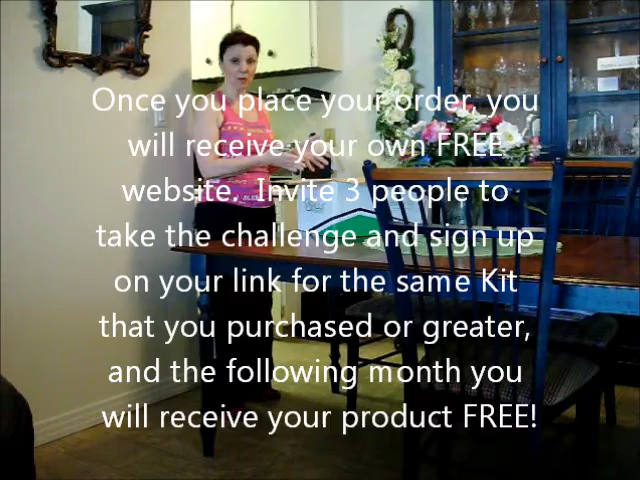 Once you place your order, you
will receive your own FREE
website. Invite 3 people to
take the challenge and sign up
on your link for the same Kit
that you purchased or greater,
and the following month you
will receive your product FREE!